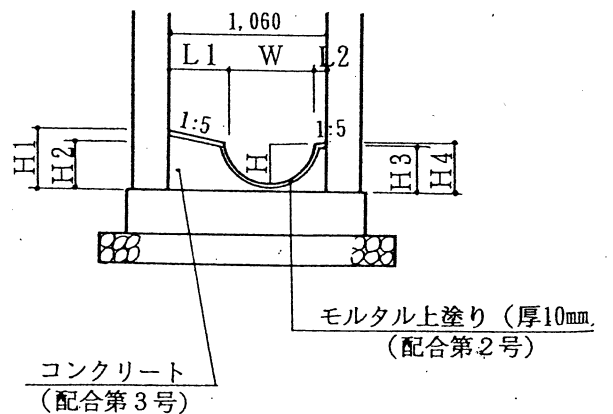 1,060
L1 W L2
1:5 1:5
H1
H2
H
H3
H4
モルタル上塗り（厚10mm
（配合第2号）
コンクリート
（配合第3号）